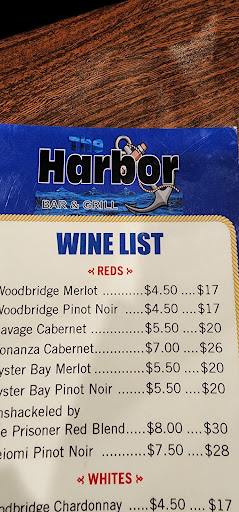 The
Harbor
BAR & GRILL
WINE LIST
« REDS »
Woodbridge Merlot ...........$4.50 ....$17
Woodbridge Pinot Noir .....$4.50 ....$17
avage Cabernet ...............$5.50 ....$20
onanza Cabernet..............$7.00 ....$26
yster Bay Merlot..............$5.50 ....$20
yster Bay Pinot Noir ......$5.50 ....$20
nshackeled by
e Prisoner Red Blend.....$8.00 ....$30
eiomi Pinot Noir ...........$7.50 ....$28
« WHITES »
odbridge Chardonnay .....$4.50 ....$17